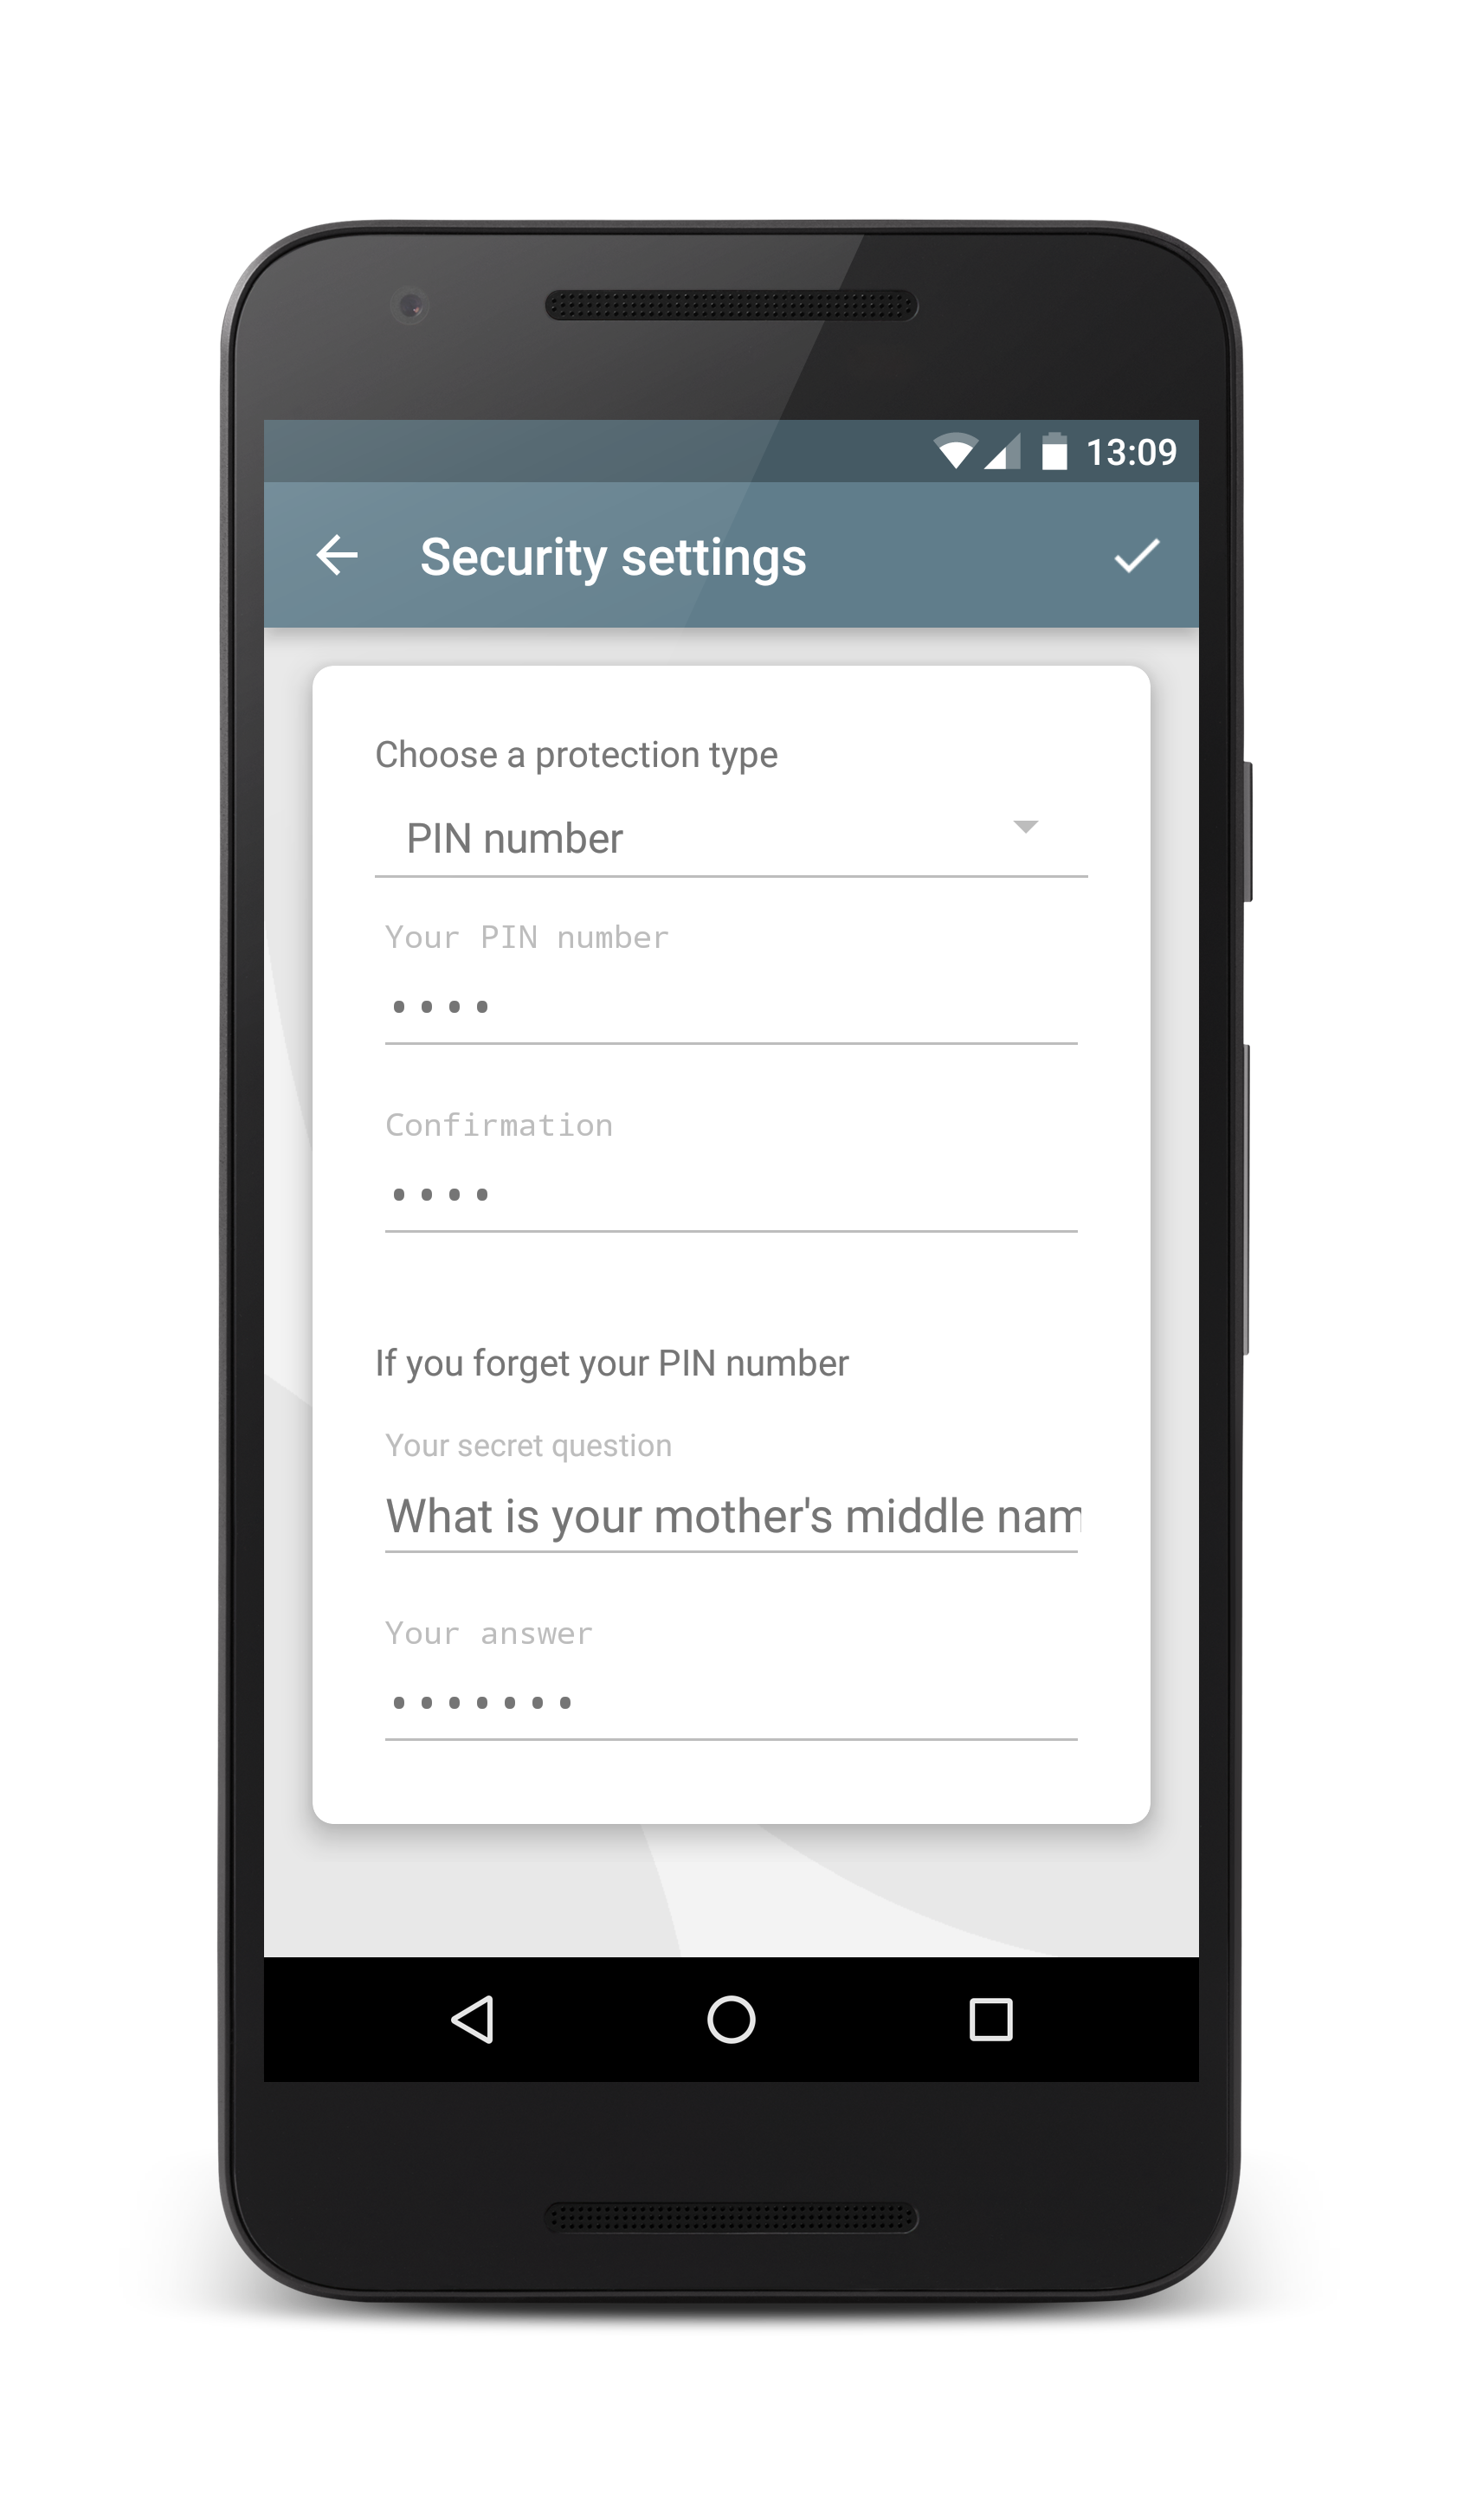 13:09
Security settings
Choose a protection type
PIN number
Your PIN number
••••
Confirmation
••••
If you forget your PIN number
Your secret question
What is your mother's middle nam
Your answer
•••••••